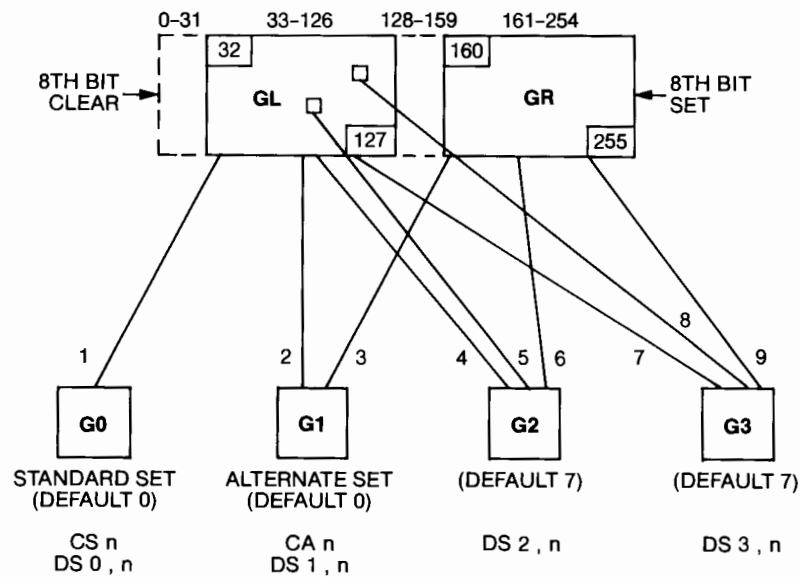 0-31 33-126 128-159 161-254
32 160
8TH BIT
CLEAR
GL GR
8TH BIT
SET
127 255
1 2 3 4 5 6 7 8 9
G0 G1 G2 G3
STANDARD SET
(DEFAULT 0)
ALTERNATE SET
(DEFAULT 0)
(DEFAULT 7)
(DEFAULT 7)
CS n
DS 0 , n
CA n
DS 1 , n
DS 2 , n
DS 3 , n